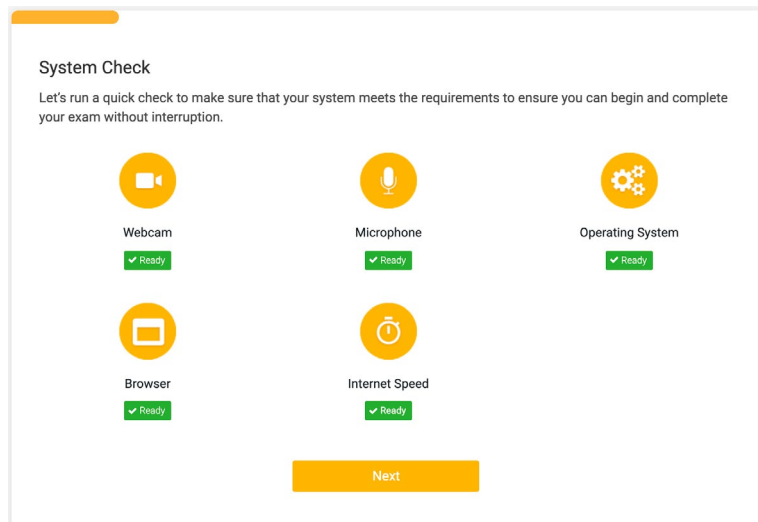 System Check
Let's run a quick check to make sure that your system meets the requirements to ensure you can begin and complete
your exam without interruption.
Webcam
Microphone
Operating System
Ready
Ready
Ready
Browser
Internet Speed
Ready
Ready
Next